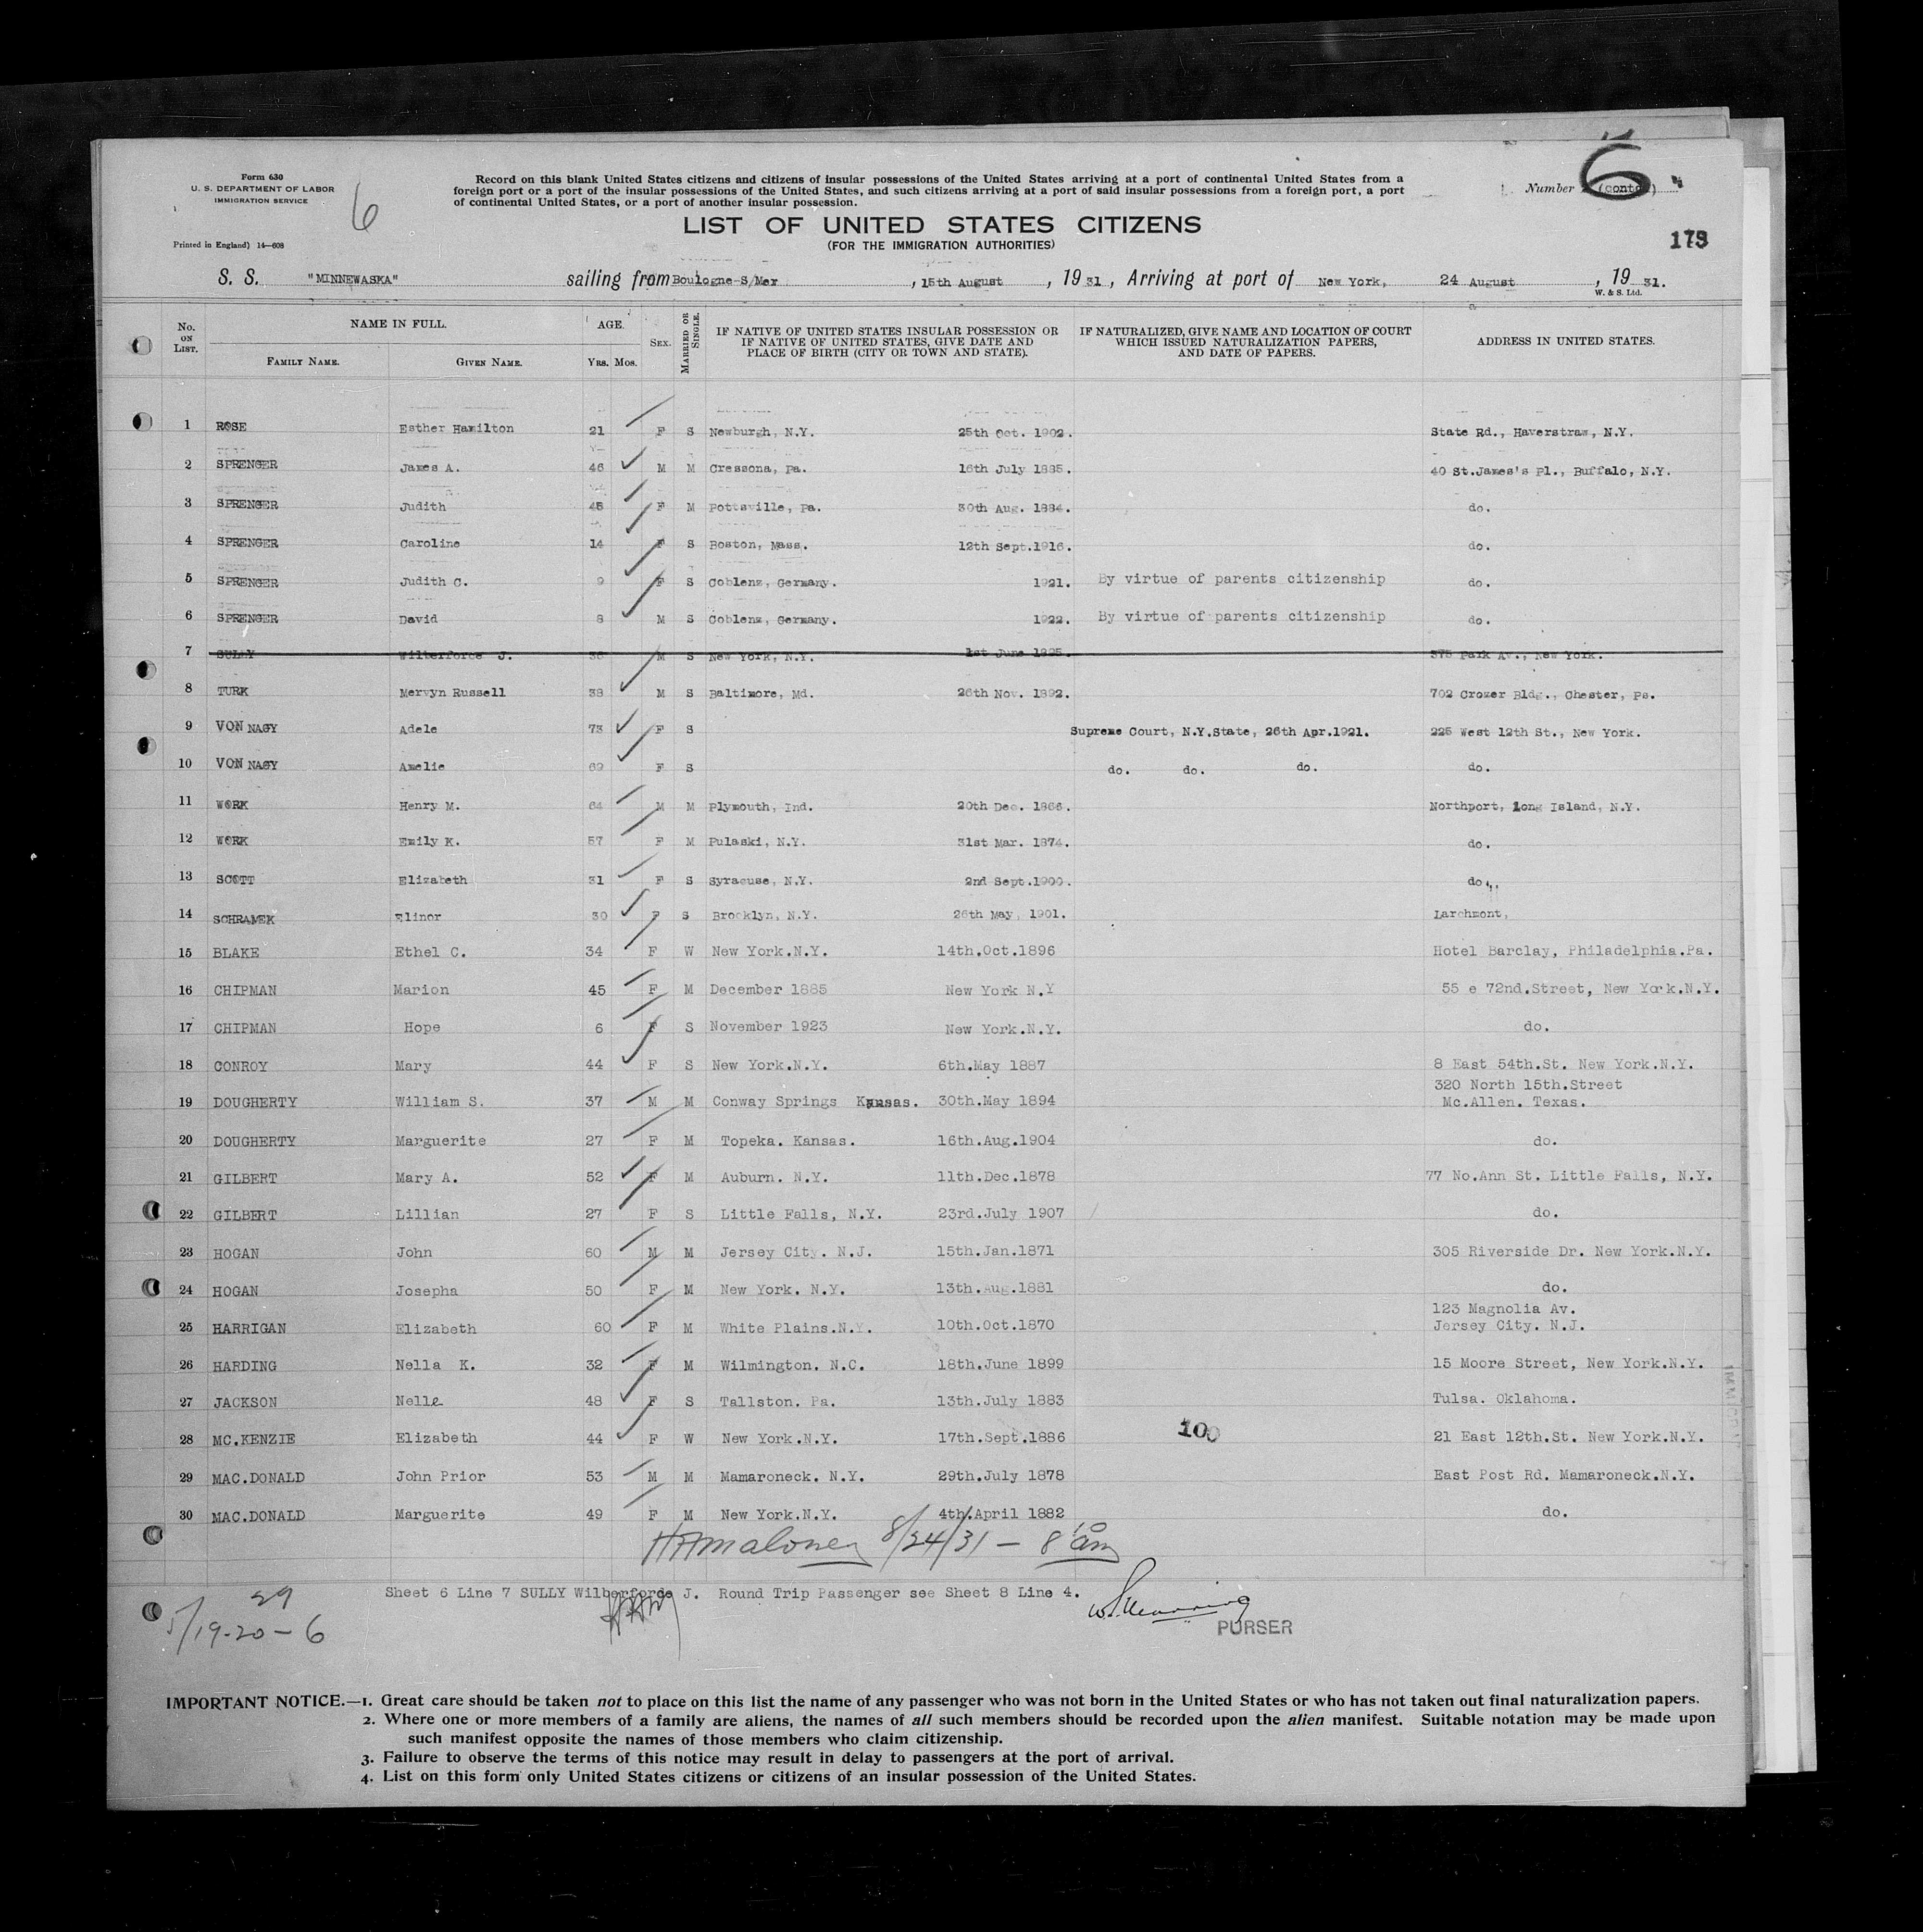 Form 630
U. S. DEPARTMENT OF LABOR
IMMIGRATION SERVICE
6
Printed in England) 14—608
Record on this blank United States citizens and citizens of insular possessions of the United States arriving at a port of continental United States from a
foreign port or a port of the insular possessions of the United States, and such citizens arriving at a port of said insular possessions from a foreign port, a port
of continental United States, or a port of another insular possession.
LIST OF UNITED STATES CITIZENS
(FOR THE IMMIGRATION AUTHORITIES)
Number (contd) 6
179
S. S. "MINNEWASKA" sailing from Boulogne-S/Mer , 15th August , 19 31 , Arriving at port of New York, 24 August , 19 31.
W. & S. Ltd.
No. ON LIST. NAME IN FULL. FAMILY NAME. GIVEN NAME. AGE. YRS. MOS. SEX. MARRIED OR SINGLE. IF NATIVE OF UNITED STATES INSULAR POSSESSION OR IF NATIVE OF UNITED STATES, GIVE DATE AND PLACE OF BIRTH (CITY OR TOWN AND STATE). IF NATURALIZED, GIVE NAME AND LOCATION OF COURT WHICH ISSUED NATURALIZATION PAPERS, AND DATE OF PAPERS. ADDRESS IN UNITED STATES.
1 ROSE Esther Hamilton 21 F S Newburgh, N.Y. 25th Oct. 1902. State Rd., Haverstraw, N.Y.
2 SPRENGER James A. 46 M M Cressona, Pa. 16th July 1885. 40 St.James's Pl., Buffalo, N.Y.
3 SPRENGER Judith 45 F M Pottsville, Pa. 30th Aug. 1884. do.
4 SPRENGER Caroline 14 F S Boston, Mass. 12th Sept.1916. do.
5 SPRENGER Judith C. 9 F S Coblenz, Germany. 1921. By virtue of parents citizenship do.
6 SPRENGER David 8 M S Coblenz, Germany. 1922. By virtue of parents citizenship do.
7 SULLY Wilberforce J. 36 M S New York, N.Y. 1st June 1895. 375 Park Av., New York.
8 TURK Mervyn Russell 38 M S Baltimore, Md. 26th Nov. 1892. 702 Crozer Bldg., Chester, Pa.
9 VON NAGY Adele 73 F S Supreme Court, N.Y.State, 26th Apr.1921. 225 West 12th St., New York.
10 VON NAGY Amelie 69 F S do. do. do. do.
11 WORK Henry M. 64 M M Plymouth, Ind. 20th Dec. 1866. Northport, Long Island, N.Y.
12 WORK Emily K. 57 F M Pulaski, N.Y. 31st Mar. 1874. do.
13 SCOTT Elizabeth 31 F S Syracuse, N.Y. 2nd Sept.1900. do.
14 SCHRAMEK Elinor 30 F S Brooklyn, N.Y. 26th May, 1901. Larchmont,
15 BLAKE Ethel C. 34 F W New York.N.Y. 14th.Oct.1896 Hotel Barclay, Philadelphia.Pa.
16 CHIPMAN Marion 45 F M December 1885 New York N.Y 55 e 72nd.Street, New York.N.Y.
17 CHIPMAN Hope 6 F S November 1923 New York.N.Y. do.
18 CONROY Mary 44 F S New York.N.Y. 6th.May 1887 8 East 54th.St. New York.N.Y.
320 North 15th.Street
19 DOUGHERTY William S. 37 M M Conway Springs Kansas. 30th.May 1894 Mc.Allen. Texas.
20 DOUGHERTY Marguerite 27 F M Topeka. Kansas. 16th.Aug.1904 do.
21 GILBERT Mary A. 52 F M Auburn. N.Y. 11th.Dec.1878 77 No.Ann St. Little Falls, N.Y.
22 GILBERT Lillian 27 F S Little Falls, N.Y. 23rd.July 1907 do.
23 HOGAN John 60 M M Jersey City. N.J. 15th.Jan.1871 305 Riverside Dr. New York.N.Y.
24 HOGAN Josepha 50 F M New York. N.Y. 13th.Aug.1881 do.
123 Magnolia Av.
25 HARRIGAN Elizabeth 60 F M White Plains.N.Y. 10th.Oct.1870 Jersey City. N.J.
26 HARDING Nella K. 32 F M Wilmington. N.C. 18th.June 1899 15 Moore Street, New York.N.Y.
27 JACKSON Nelle 48 F S Tallston. Pa. 13th.July 1883 Tulsa. Oklahoma.
100
28 MC.KENZIE Elizabeth 44 F W New York.N.Y. 17th.Sept.1886 21 East 12th.St. New York.N.Y.
29 MAC.DONALD John Prior 53 M M Mamaroneck. N.Y. 29th.July 1878 East Post Rd. Mamaroneck.N.Y.
30 MAC.DONALD Marguerite 49 F M New York.N.Y. 4th.April 1882 do.
HAMaloney 8/24/31 — 8 10 am
Sheet 6 Line 7 SULLY Wilberforce J. Round Trip Passenger see Sheet 8 Line 4.
29
5/19-20-6
PURSER
IMPORTANT NOTICE.—1. Great care should be taken not to place on this list the name of any passenger who was not born in the United States or who has not taken out final naturalization papers.
2. Where one or more members of a family are aliens, the names of all such members should be recorded upon the alien manifest. Suitable notation may be made upon
such manifest opposite the names of those members who claim citizenship.
3. Failure to observe the terms of this notice may result in delay to passengers at the port of arrival.
4. List on this form only United States citizens or citizens of an insular possession of the United States.